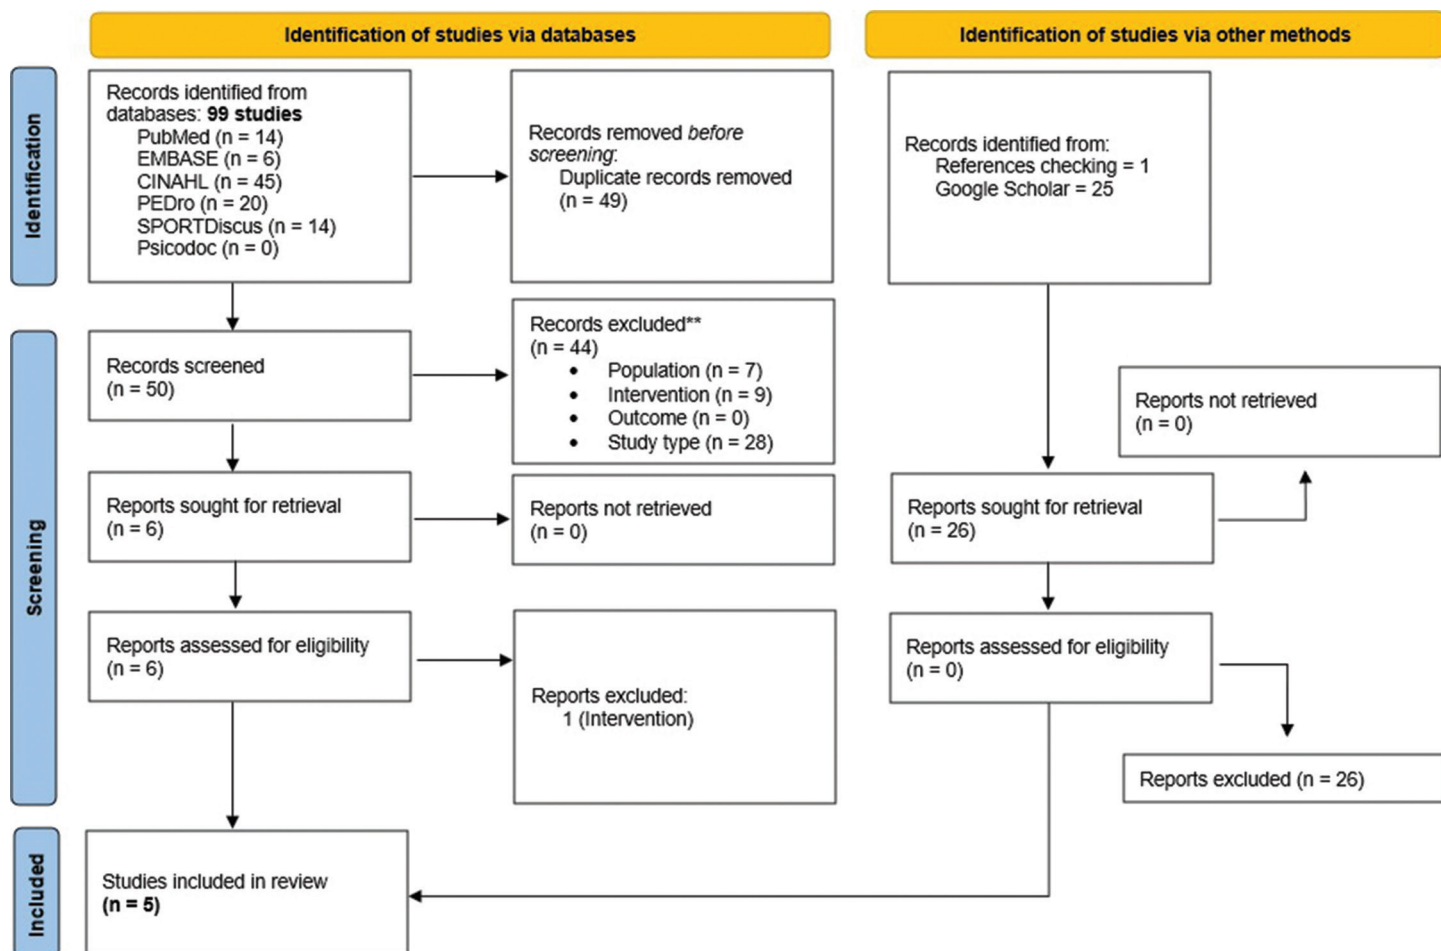 Identification of studies via databases
Identification of studies via other methods
Identification
Records identified from
databases: 99 studies
PubMed (n = 14)
EMBASE (n = 6)
CINAHL (n = 45)
PEDro (n = 20)
SPORTDiscus (n = 14)
Psicodoc (n = 0)
Records removed before
screening:
Duplicate records removed
(n = 49)
Records identified from:
References checking = 1
Google Scholar = 25
Screening
Records screened
(n = 50)
Records excluded**
(n = 44)
• Population (n = 7)
• Intervention (n = 9)
• Outcome (n = 0)
• Study type (n = 28)
Reports not retrieved
(n = 0)
Reports sought for retrieval
(n = 6)
Reports not retrieved
(n = 0)
Reports sought for retrieval
(n = 26)
Reports assessed for eligibility
(n = 6)
Reports excluded:
1 (Intervention)
Reports assessed for eligibility
(n = 0)
Reports excluded (n = 26)
Included
Studies included in review
(n = 5)